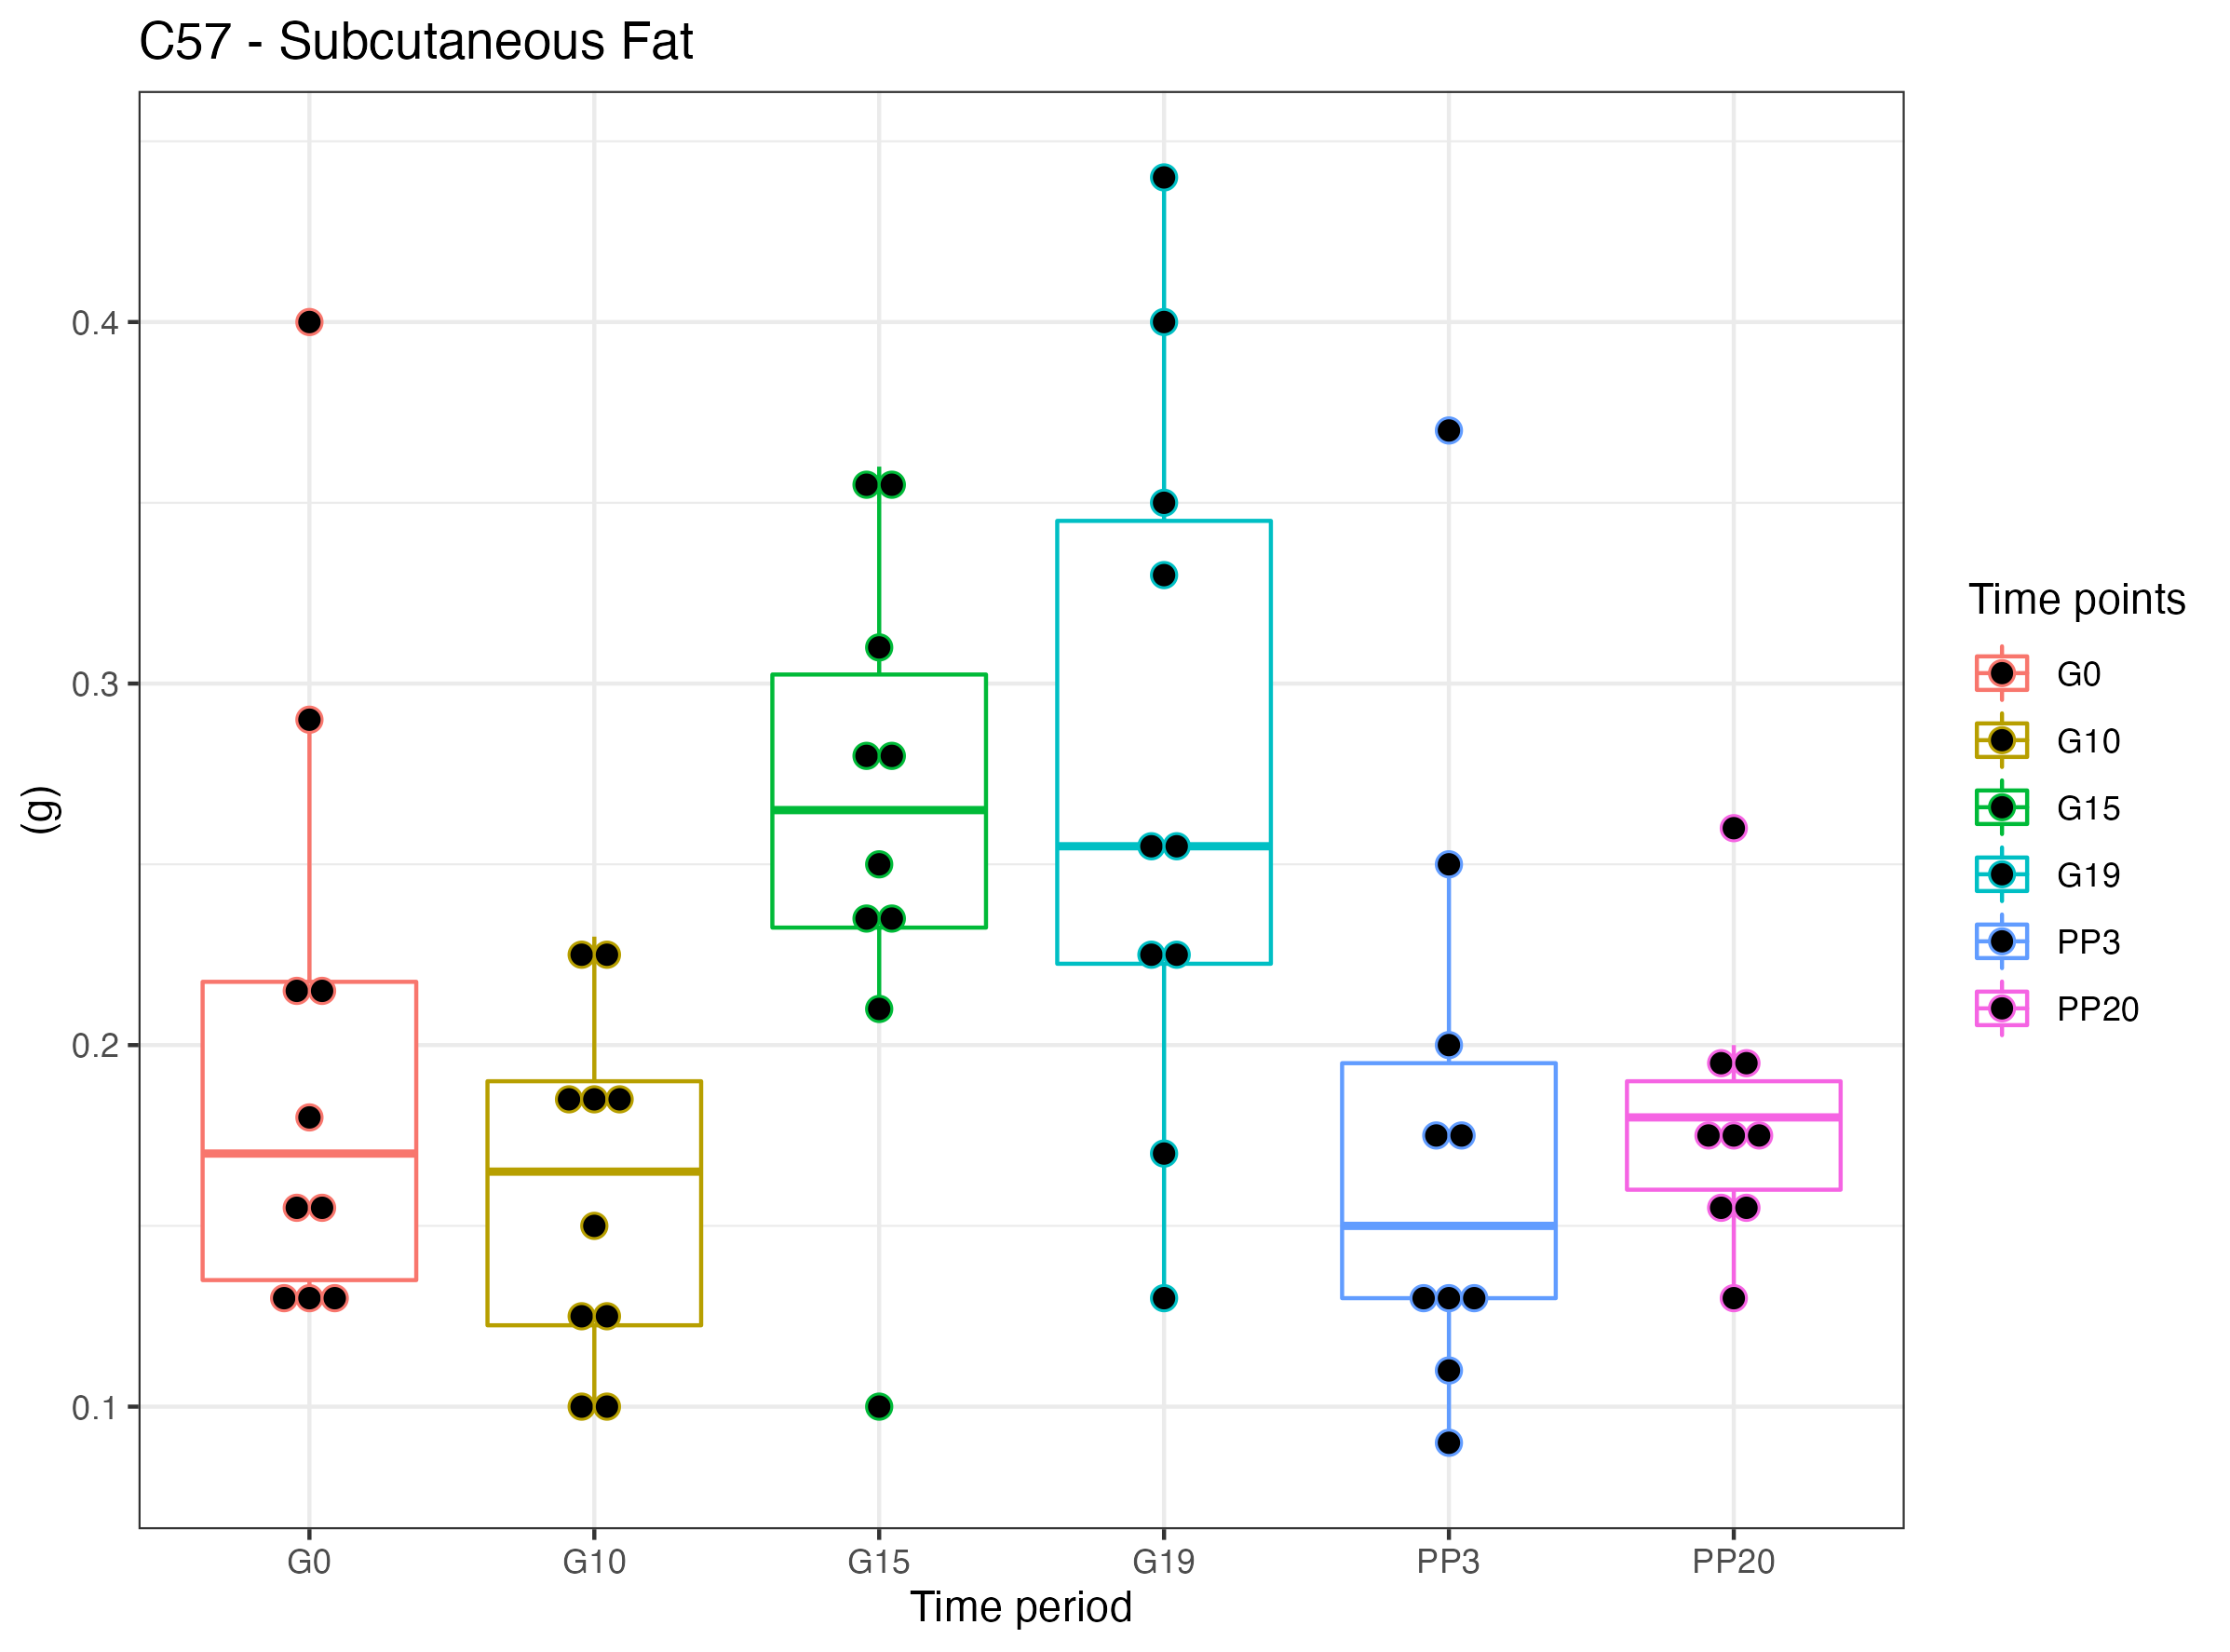 C57 - Subcutaneous Fat
(g)
0.4
0.3
0.2
0.1
G0 G10 G15 G19 PP3 PP20
Time period
Time points
G0
G10
G15
G19
PP3
PP20